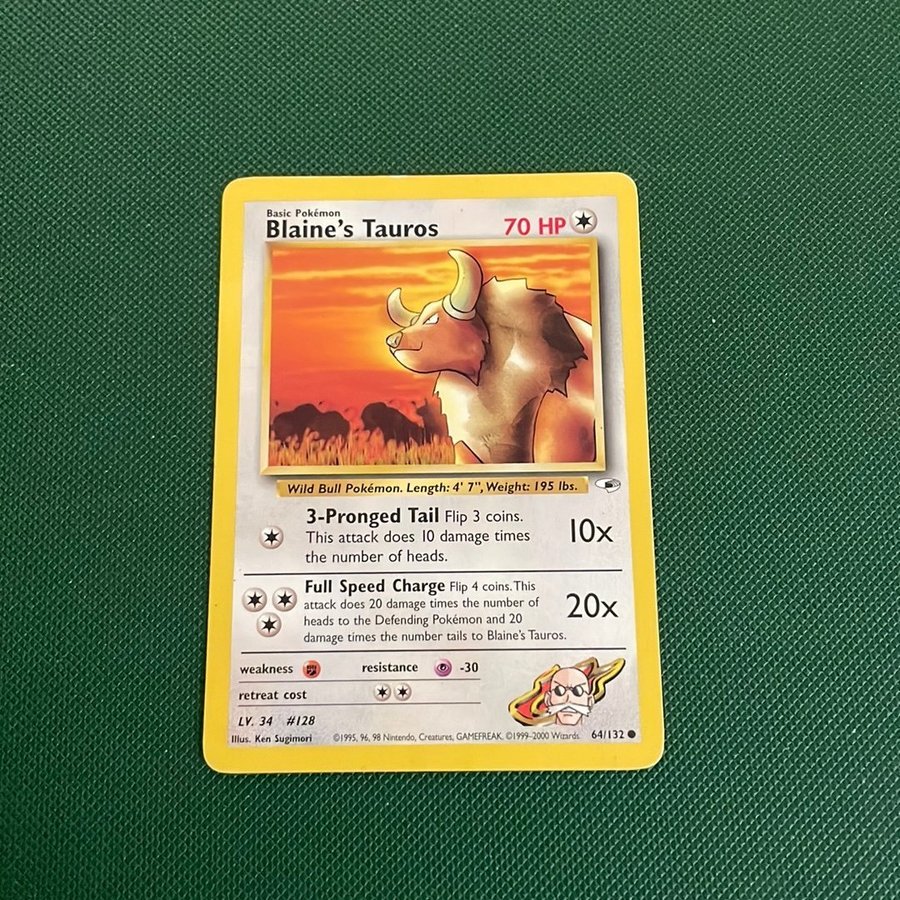 Basic Pokémon
Blaine's Tauros 70 HP
Wild Bull Pokémon. Length: 4' 7", Weight: 195 lbs.
3-Pronged Tail Flip 3 coins.
This attack does 10 damage times
the number of heads.
10x
Full Speed Charge Flip 4 coins. This
attack does 20 damage times the number of
heads to the Defending Pokémon and 20
damage times the number tails to Blaine's Tauros.
20x
weakness resistance -30
retreat cost
LV. 34 #128
Illus. Ken Sugimori ©1995, 96, 98 Nintendo, Creatures, GAMEFREAK. ©1999-2000 Wizards. 64/132